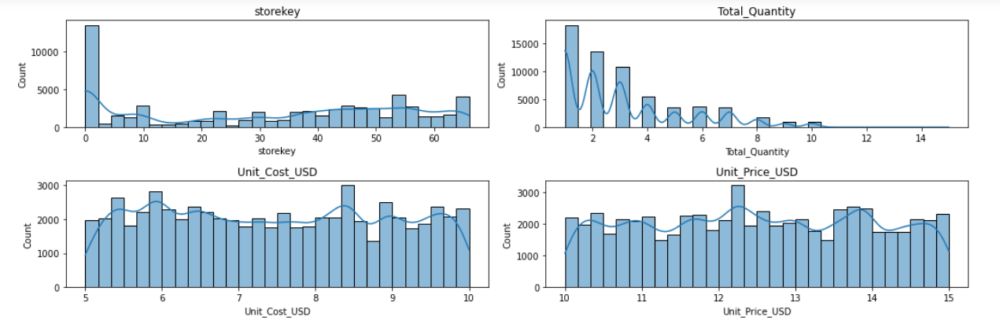 storekey
Total_Quantity
Count
10000
5000
0
0 10 20 30 40 50 60
storekey
Count
15000
10000
5000
0
2 4 6 8 10 12 14
Total_Quantity
Unit_Cost_USD
Unit_Price_USD
Count
3000
2000
1000
0
5 6 7 8 9 10
Unit_Cost_USD
Count
3000
2000
1000
0
10 11 12 13 14 15
Unit_Price_USD